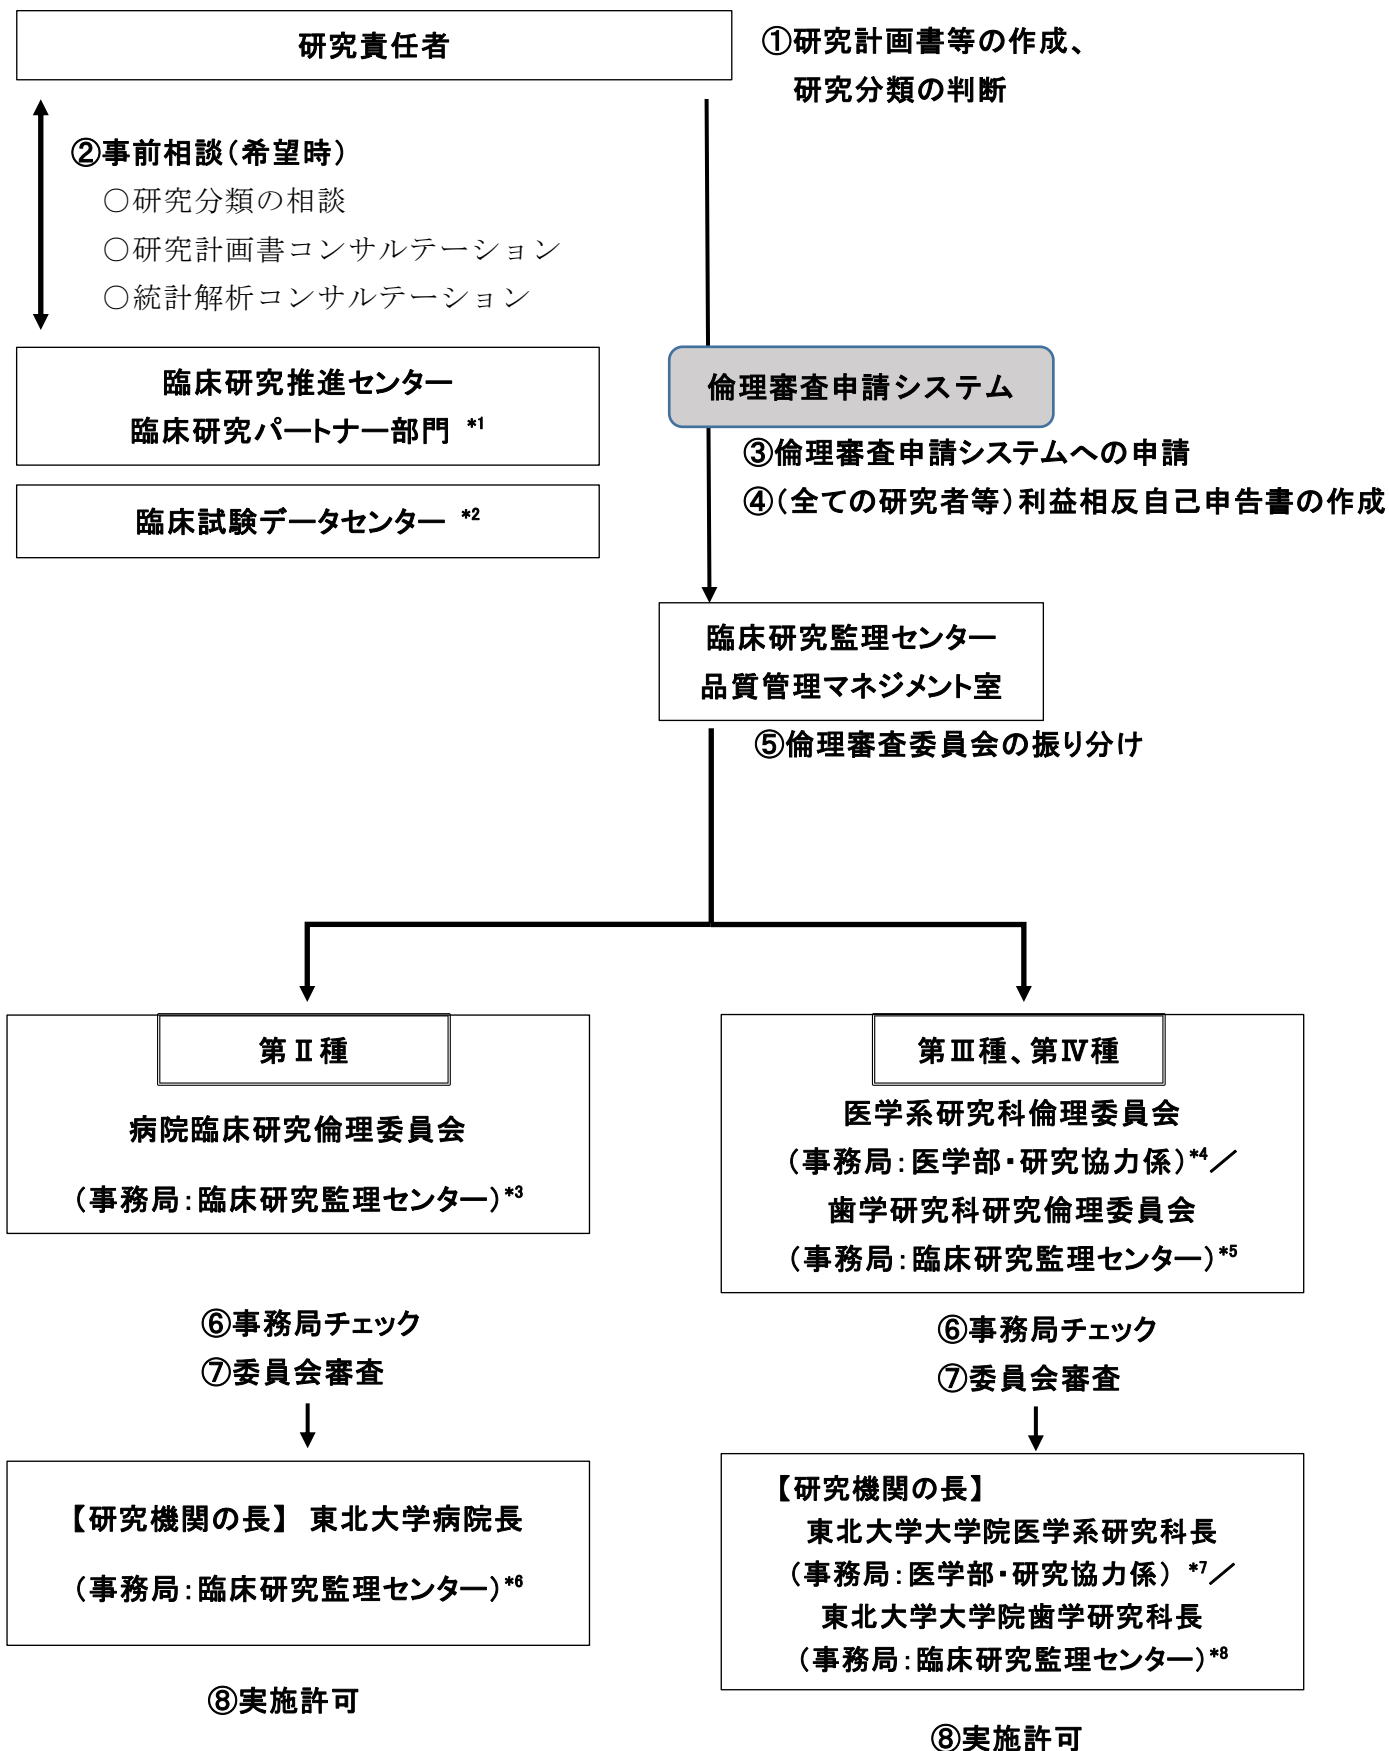 研究責任者
①研究計画書等の作成、
研究分類の判断
②事前相談(希望時)
○研究分類の相談
○研究計画書コンサルテーション
○統計解析コンサルテーション
臨床研究推進センター
臨床研究パートナー部門 *1
臨床試験データセンター *2
倫理審査申請システム
③倫理審査申請システムへの申請
④(全ての研究者等)利益相反自己申告書の作成
臨床研究監理センター
品質管理マネジメント室
⑤倫理審査委員会の振り分け
第Ⅱ種
病院臨床研究倫理委員会
(事務局:臨床研究監理センター)*3
⑥事務局チェック
⑦委員会審査
【研究機関の長】 東北大学病院長
(事務局:臨床研究監理センター)*6
⑧実施許可
第Ⅲ種、第Ⅳ種
医学系研究科倫理委員会
(事務局:医学部・研究協力係)*4/
歯学研究科研究倫理委員会
(事務局:臨床研究監理センター)*5
⑥事務局チェック
⑦委員会審査
【研究機関の長】
東北大学大学院医学系研究科長
(事務局:医学部・研究協力係) *7/
東北大学大学院歯学研究科長
(事務局:臨床研究監理センター)*8
⑧実施許可